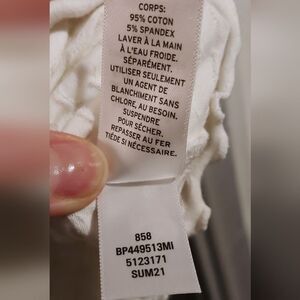 CORPS:
95% COTON
5% SPANDEX
LAVER À LA MAIN
À L'EAU FROIDE.
SÉPARÉMENT.
UTILISER SEULEMENT
UN AGENT DE
BLANCHIMENT SANS
CHLORE, AU BESOIN.
SUSPENDRE
POUR SÉCHER.
REPASSER AU FER
TIÈDE SI NÉCESSAIRE.
858
BP449513MI
5123171
SUM21